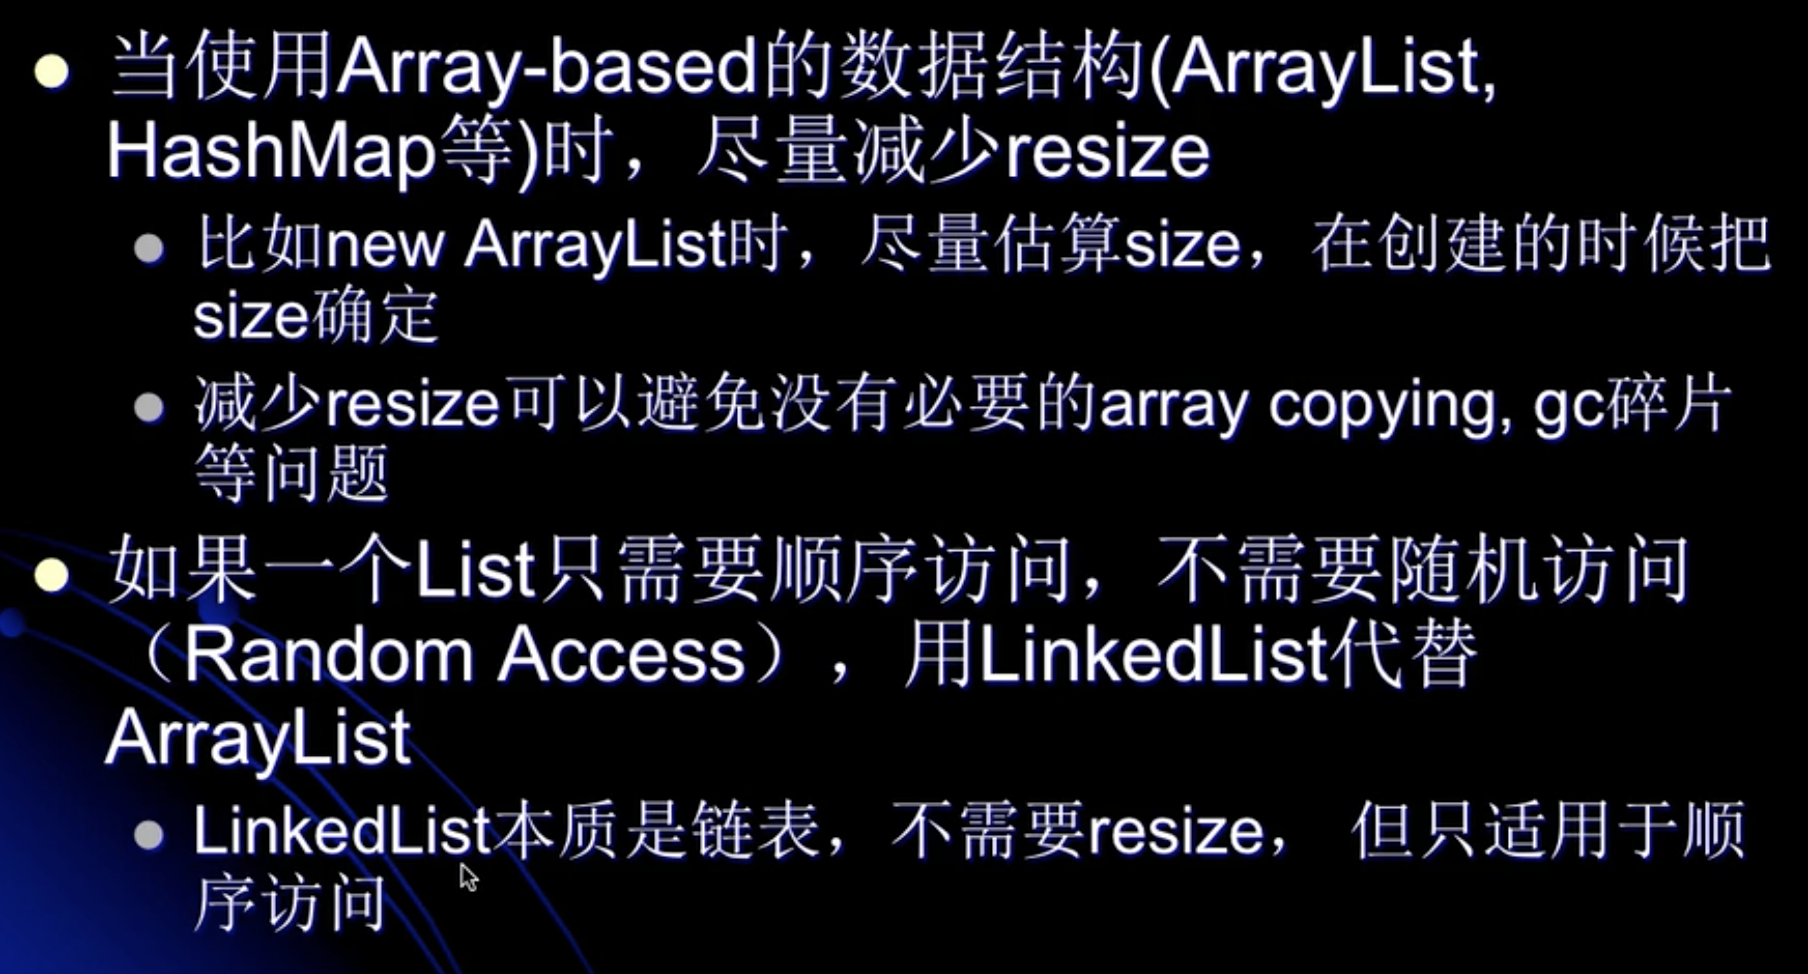 当使用Array-based的数据结构(ArrayList,
HashMap等)时，尽量减少resize
比如new ArrayList时，尽量估算size，在创建的时候把
size确定
减少resize可以避免没有必要的array copying, gc碎片
等问题
如果一个List只需要顺序访问，不需要随机访问
（Random Access），用LinkedList代替
ArrayList
LinkedList本质是链表，不需要resize， 但只适用于顺
序访问